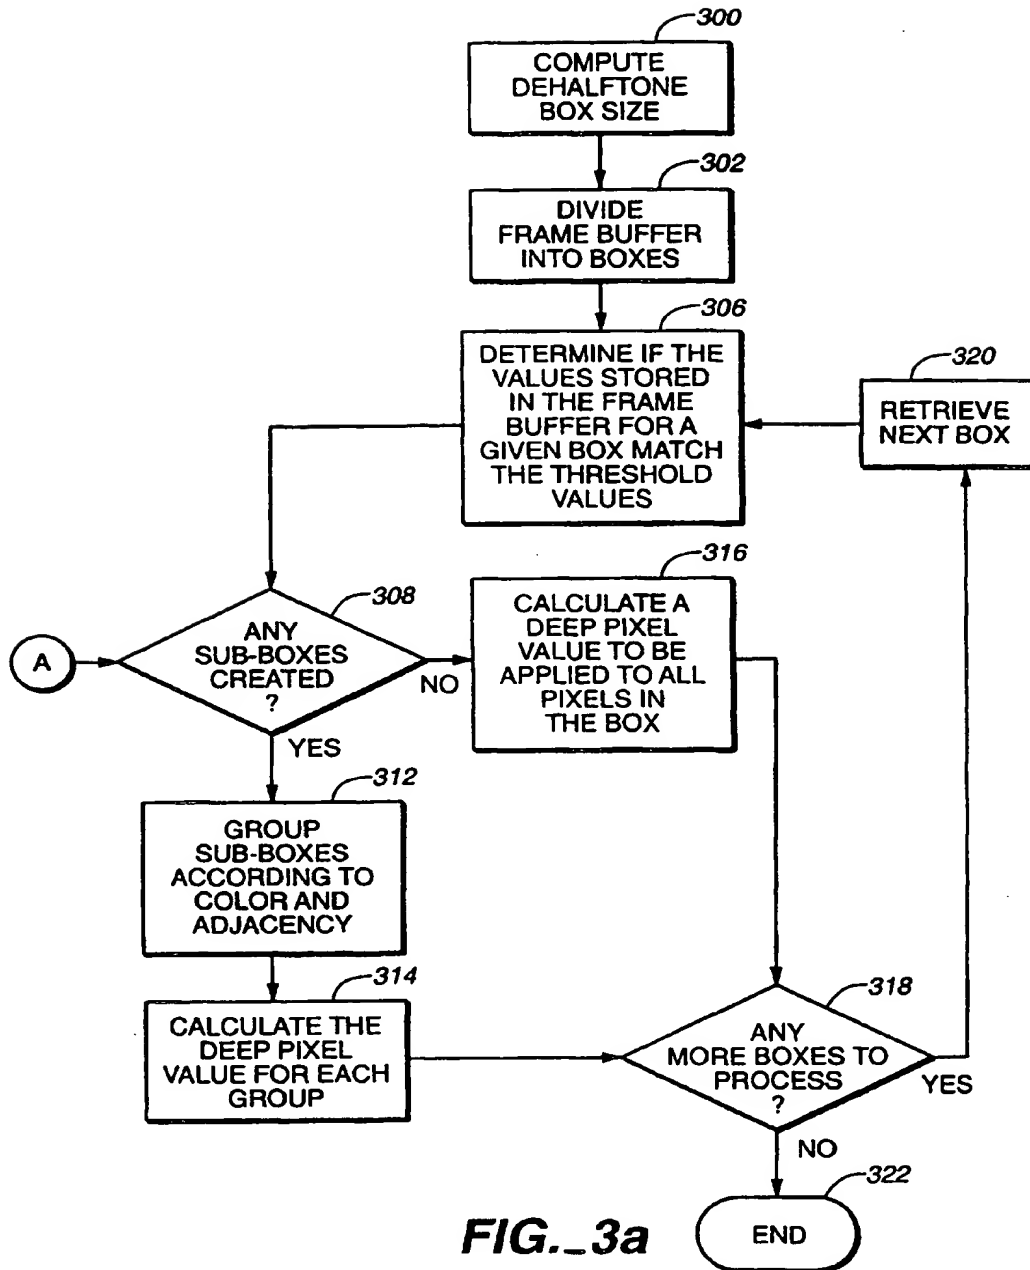 300
COMPUTE
DEHALFTONE
BOX SIZE
302
DIVIDE
FRAME BUFFER
INTO BOXES
306
DETERMINE IF THE
VALUES STORED
IN THE FRAME
BUFFER FOR A
GIVEN BOX MATCH
THE THRESHOLD
VALUES
320
RETRIEVE
NEXT BOX
308
ANY
SUB-BOXES
CREATED
?
A
NO
YES
316
CALCULATE A
DEEP PIXEL
VALUE TO BE
APPLIED TO ALL
PIXELS IN
THE BOX
312
GROUP
SUB-BOXES
ACCORDING TO
COLOR AND
ADJACENCY
314
CALCULATE THE
DEEP PIXEL
VALUE FOR EACH
GROUP
318
ANY
MORE BOXES TO
PROCESS
?
YES
NO
322
END
FIG._3a